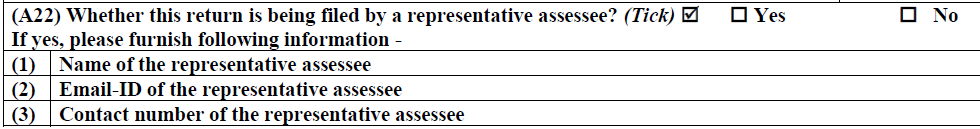 (A22) Whether this return is being filed by a representative assessee? (Tick) ☑ ☐ Yes ☐ No
If yes, please furnish following information -
(1) Name of the representative assessee
(2) Email-ID of the representative assessee
(3) Contact number of the representative assessee